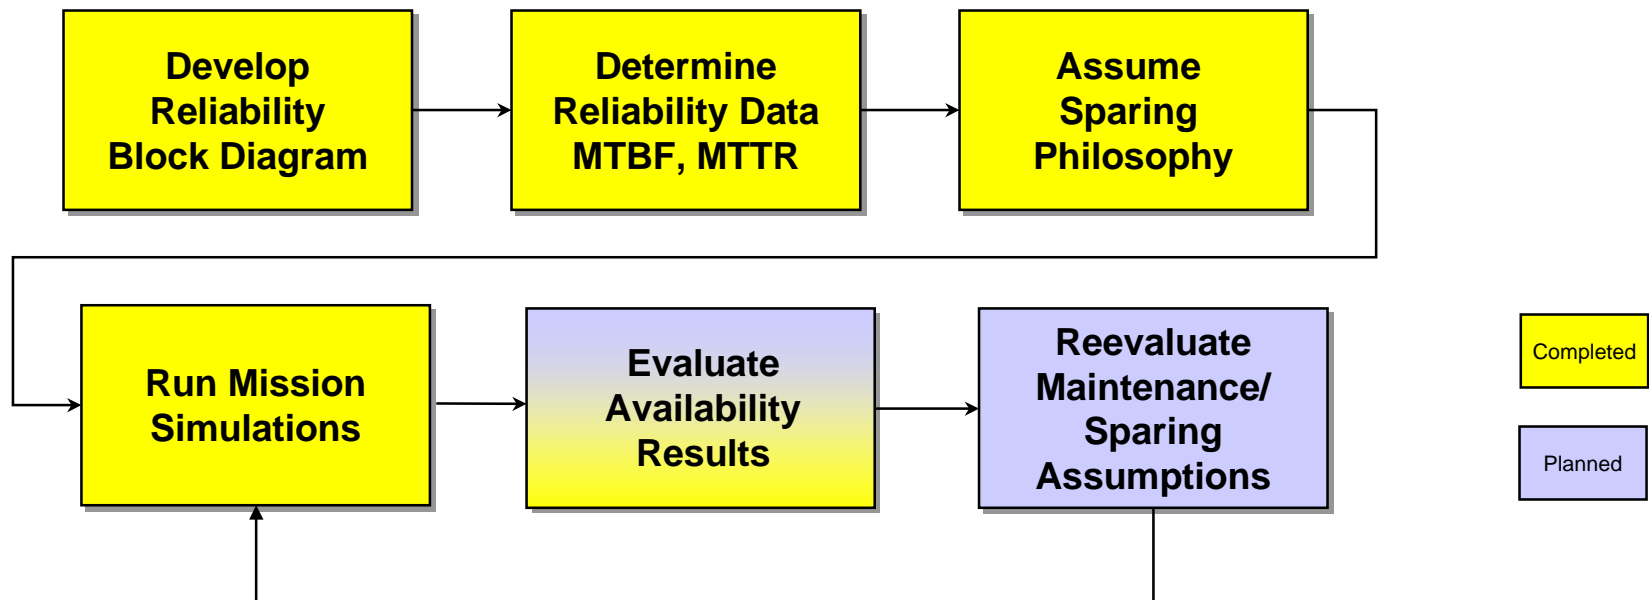 Develop
Reliability
Block Diagram
Determine
Reliability Data
MTBF, MTTR
Assume
Sparing
Philosophy
Run Mission
Simulations
Evaluate
Availability
Results
Reevaluate
Maintenance/
Sparing
Assumptions
Completed
Planned